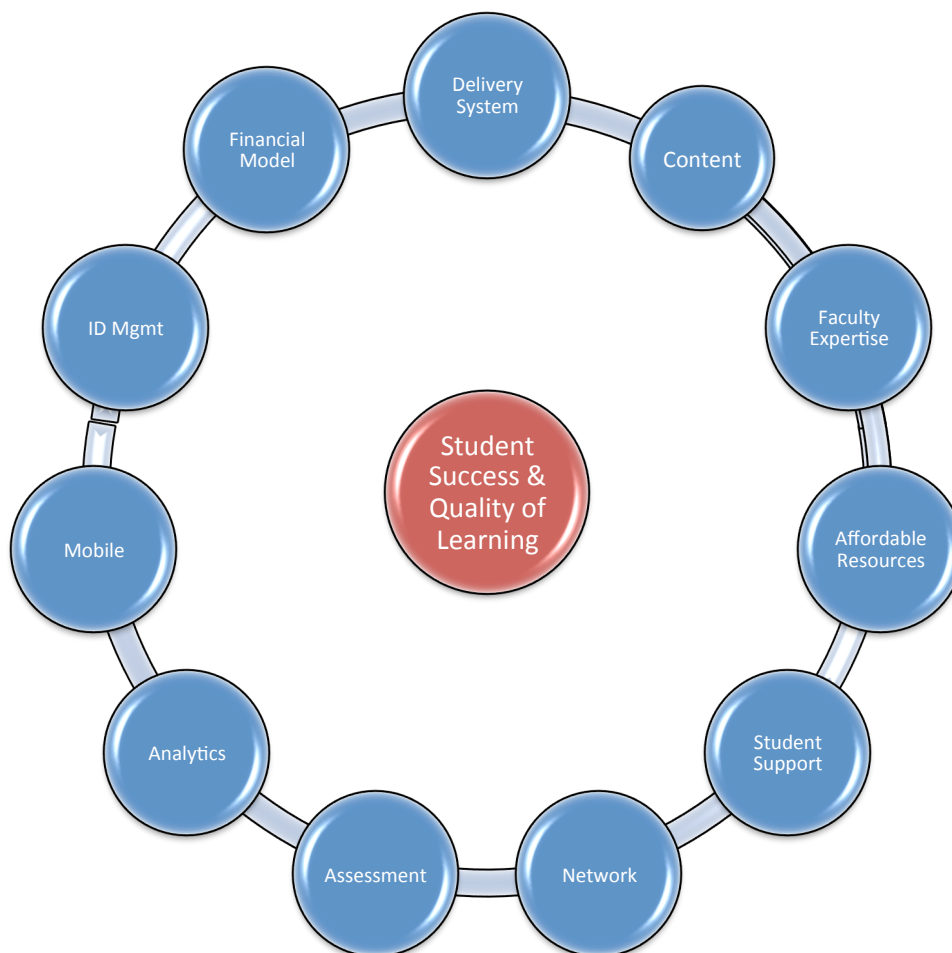 Delivery
System
Content
Faculty
Expertise
Affordable
Resources
Student
Support
Network
Assessment
Analytics
Mobile
ID Mgmt
Financial
Model
Student
Success &
Quality of
Learning